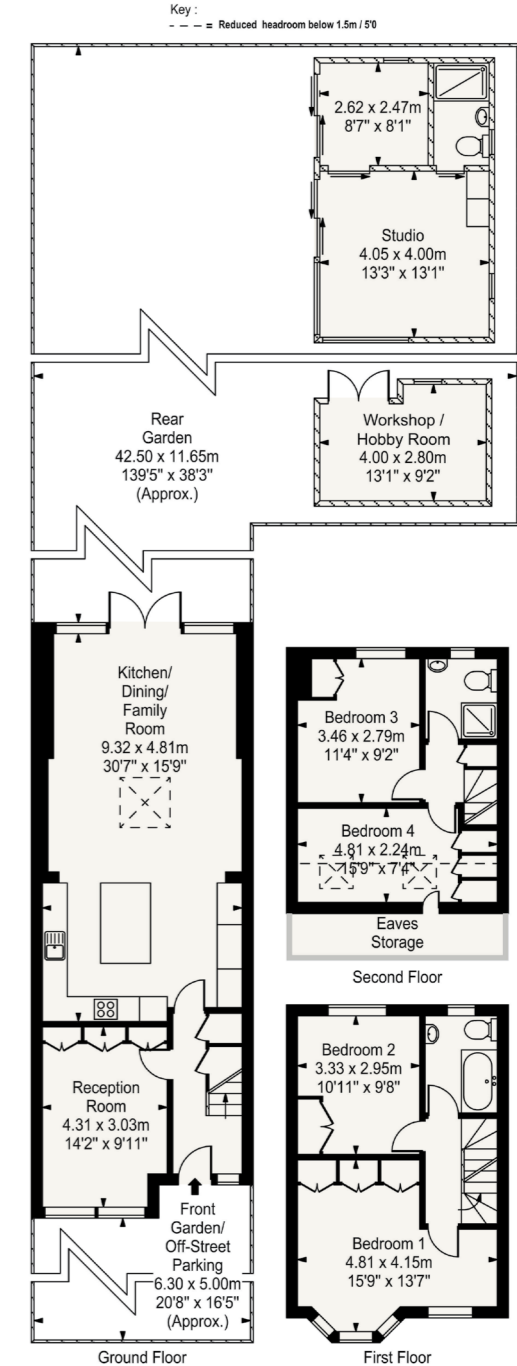 Key :
= Reduced headroom below 1.5m / 5'0
2.62 x 2.47m
8'7" x 8'1"
Studio
4.05 x 4.00m
13'3" x 13'1"
Rear
Garden
42.50 x 11.65m
139'5" x 38'3"
(Approx.)
Workshop /
Hobby Room
4.00 x 2.80m
13'1" x 9'2"
Kitchen/
Dining/
Family
Room
9.32 x 4.81m
30'7" x 15'9"
Bedroom 3
3.46 x 2.79m
11'4" x 9'2"
Bedroom 4
4.81 x 2.24m
15'9" x 7'4"
Eaves
Storage
Second Floor
Reception
Room
4.31 x 3.03m
14'2" x 9'11"
Bedroom 2
3.33 x 2.95m
10'11" x 9'8"
Front
Garden/
Off-Street
Parking
6.30 x 5.00m
20'8" x 16'5"
(Approx.)
Bedroom 1
4.81 x 4.15m
15'9" x 13'7"
Ground Floor
First Floor